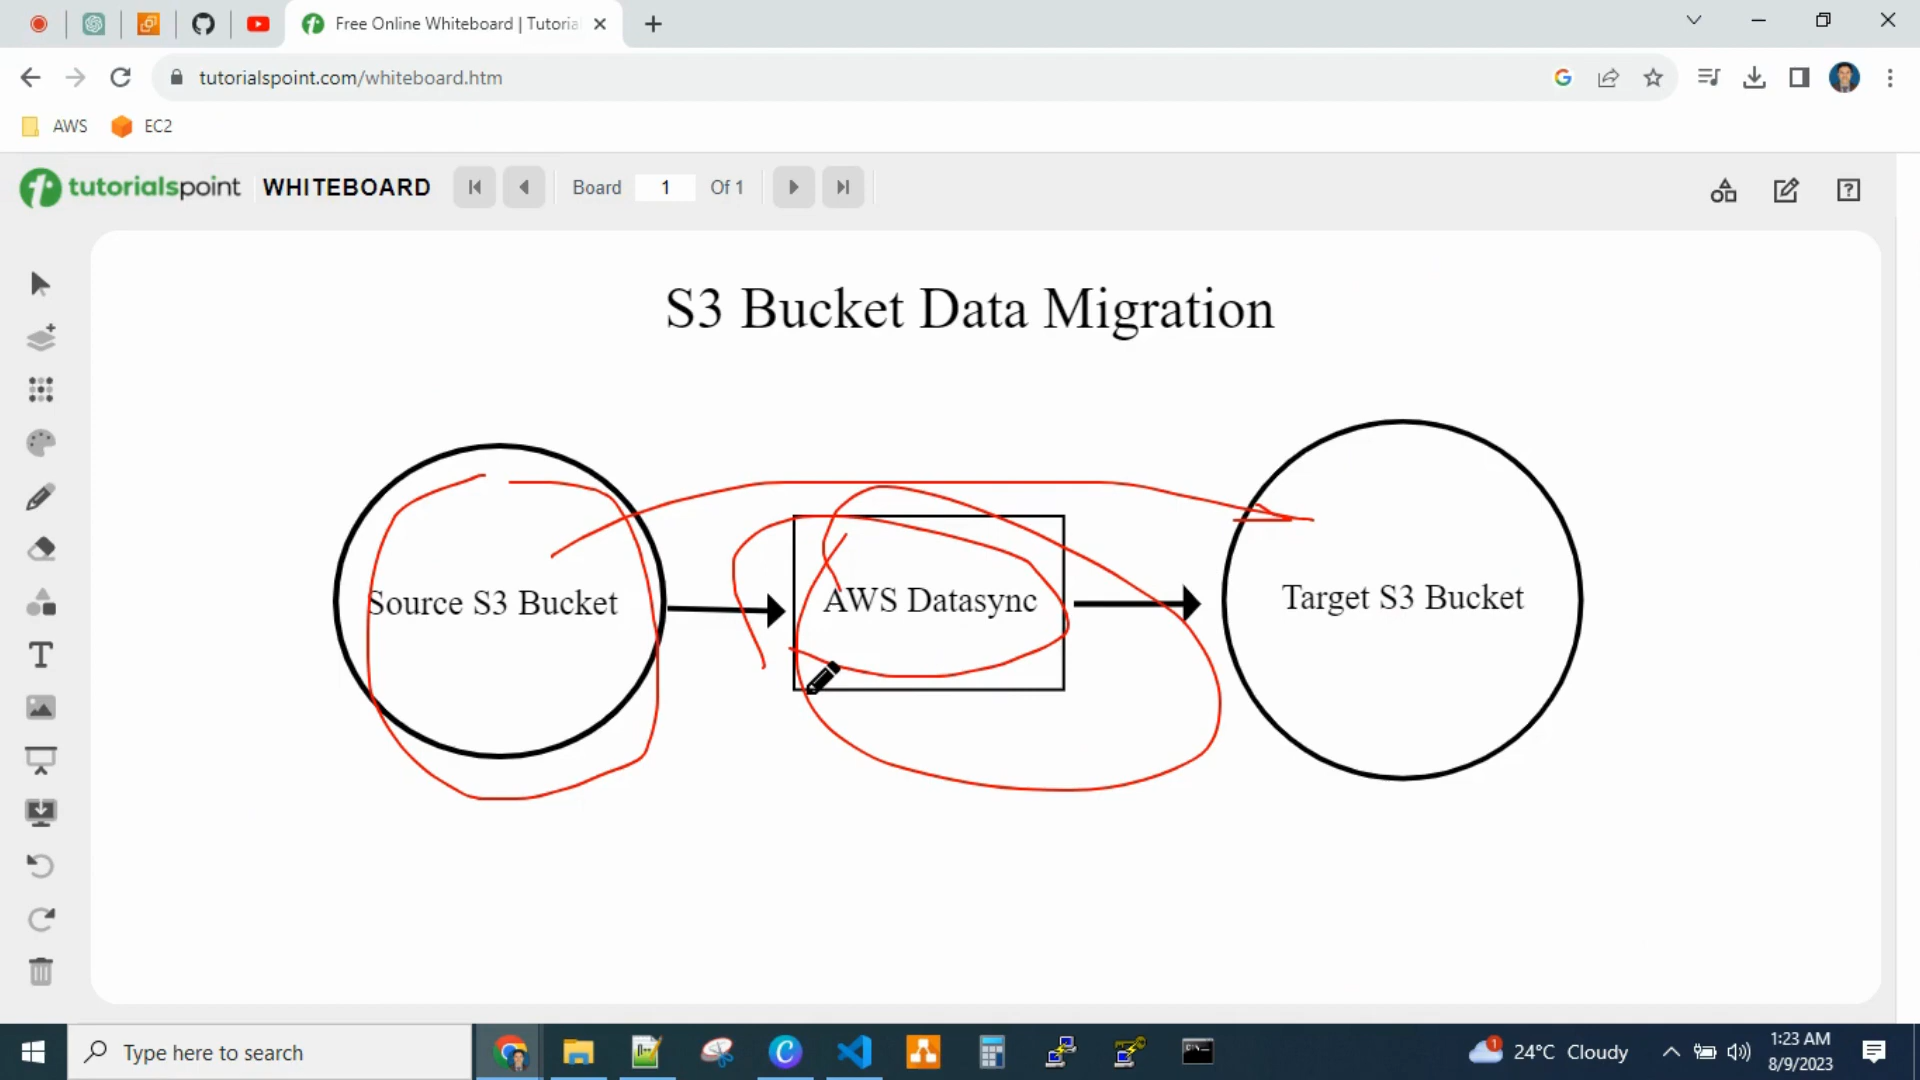 Free Online Whiteboard | Tutoria
tutorialspoint.com/whiteboard.htm
AWS
EC2
tutorialspoint WHITEBOARD Board 1 Of 1
S3 Bucket Data Migration
Source S3 Bucket
AWS Datasync
Target S3 Bucket
Type here to search
1
24°C Cloudy
1:23 AM
8/9/2023